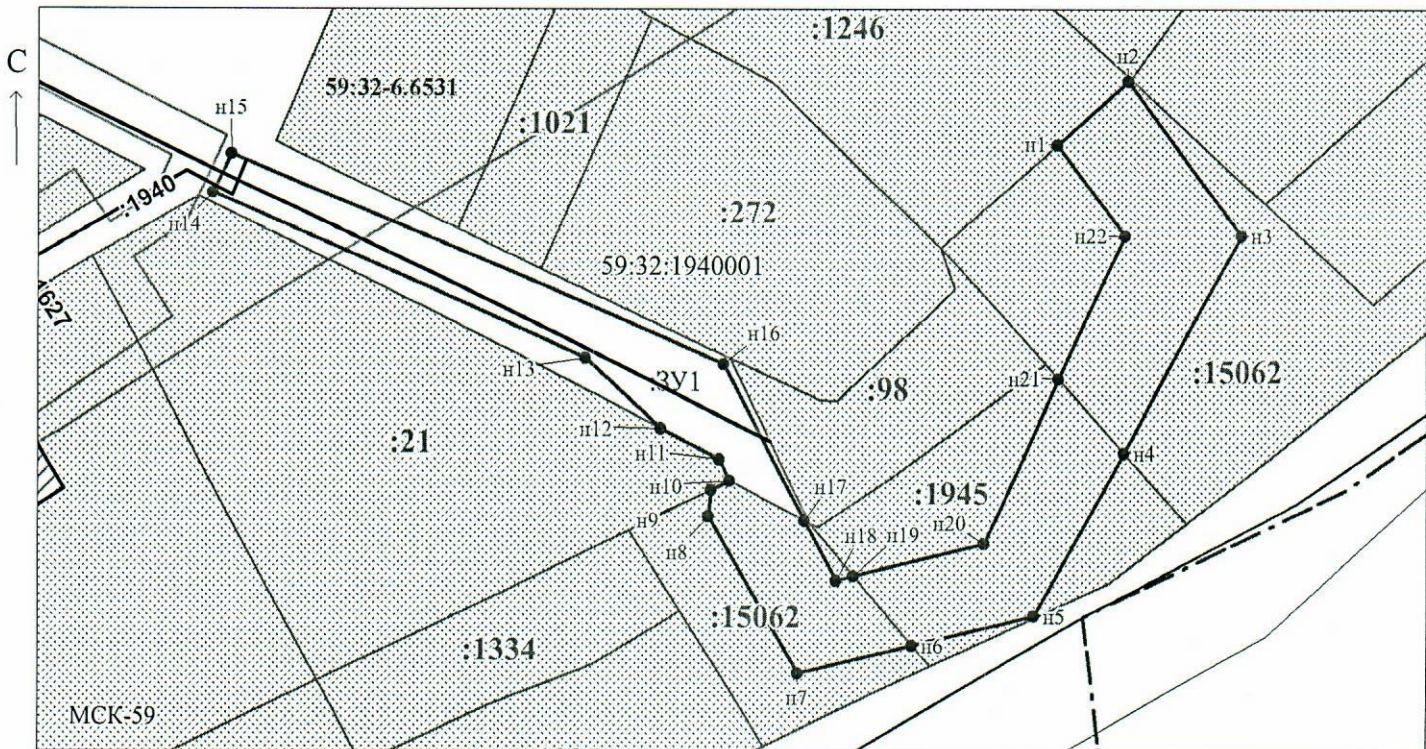 :1246
С
н2
59:32-6.6531
н15
:1021
н1
:1940
:272
н14
н22
н3
59:32:1940001
:627
н16
н13
:ЗУ1
н21
:15062
:98
н12
:21
н11
н4
н10
н17
:1945
н9
н20
н8
н18
н19
:15062
н5
:1334
н6
н7
МСК-59